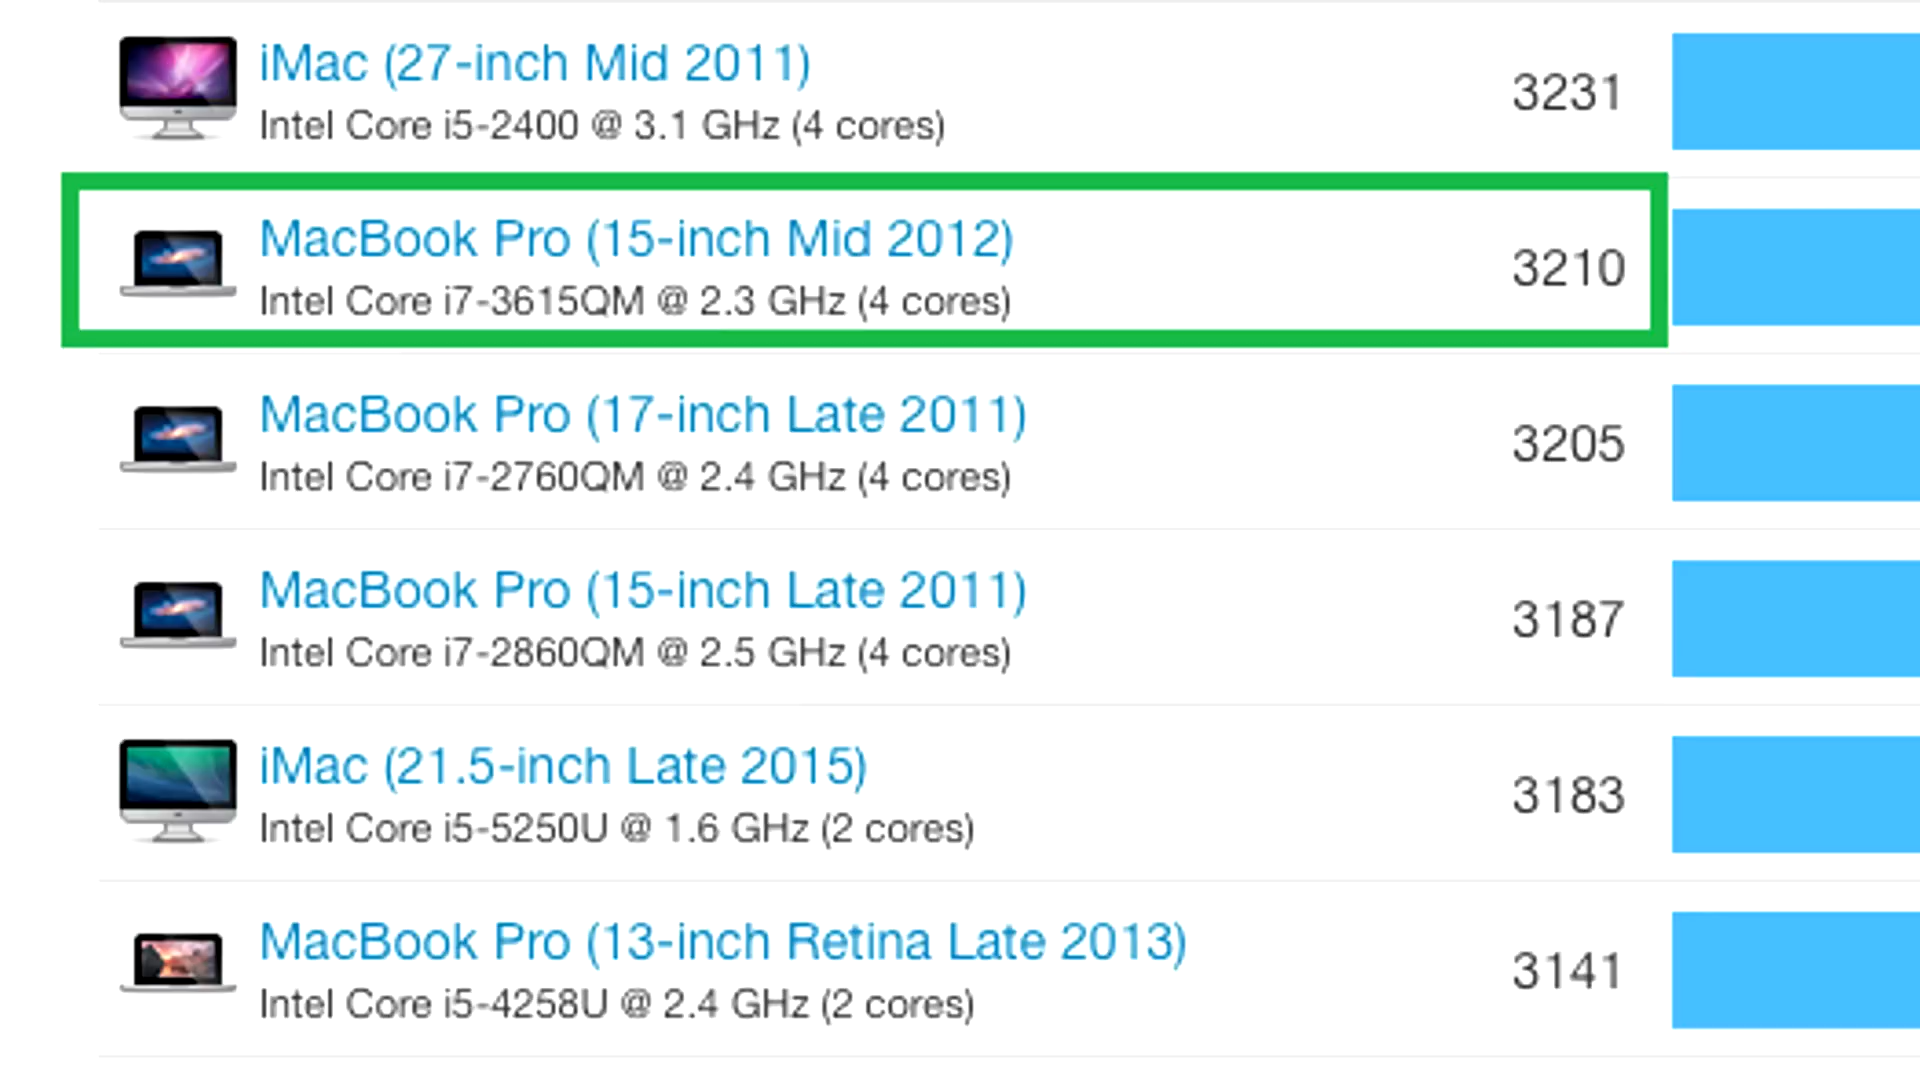 iMac (27-inch Mid 2011)
Intel Core i5-2400 @ 3.1 GHz (4 cores)
3231
MacBook Pro (15-inch Mid 2012)
Intel Core i7-3615QM @ 2.3 GHz (4 cores)
3210
MacBook Pro (17-inch Late 2011)
Intel Core i7-2760QM @ 2.4 GHz (4 cores)
3205
MacBook Pro (15-inch Late 2011)
Intel Core i7-2860QM @ 2.5 GHz (4 cores)
3187
iMac (21.5-inch Late 2015)
Intel Core i5-5250U @ 1.6 GHz (2 cores)
3183
MacBook Pro (13-inch Retina Late 2013)
Intel Core i5-4258U @ 2.4 GHz (2 cores)
3141